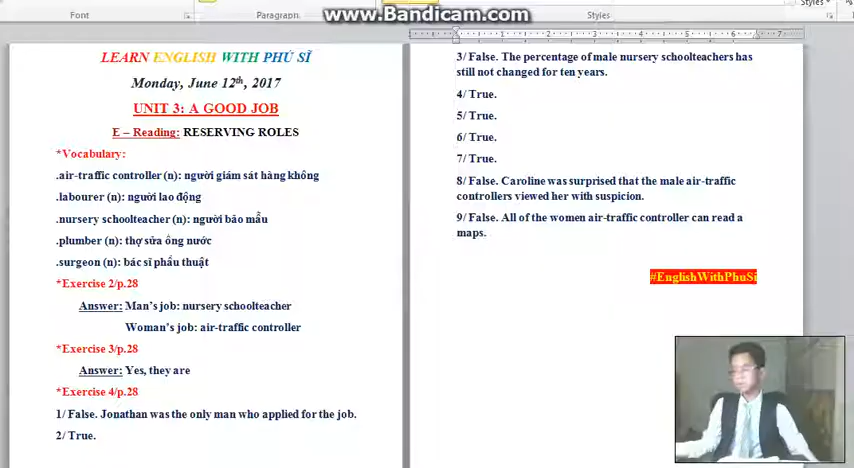 Font
Paragraph
www.Bandicam.com
Styles
Styles
LEARN ENGLISH WITH PHÚ SĨ
Monday, June 12th, 2017
UNIT 3: A GOOD JOB
E – Reading: RESERVING ROLES
*Vocabulary:
.air-traffic controller (n): người giám sát hàng không
.labourer (n): người lao động
.nursery schoolteacher (n): người bảo mẫu
.plumber (n): thợ sửa ống nước
.surgeon (n): bác sĩ phẩu thuật
*Exercise 2/p.28
Answer: Man's job: nursery schoolteacher
Woman's job: air-traffic controller
*Exercise 3/p.28
Answer: Yes, they are
*Exercise 4/p.28
1/ False. Jonathan was the only man who applied for the job.
2/ True.
3/ False. The percentage of male nursery schoolteachers has
still not changed for ten years.
4/ True.
5/ True.
6/ True.
7/ True.
8/ False. Caroline was surprised that the male air-traffic
controllers viewed her with suspicion.
9/ False. All of the women air-traffic controller can read a
maps.
#EnglishWithPhuSi